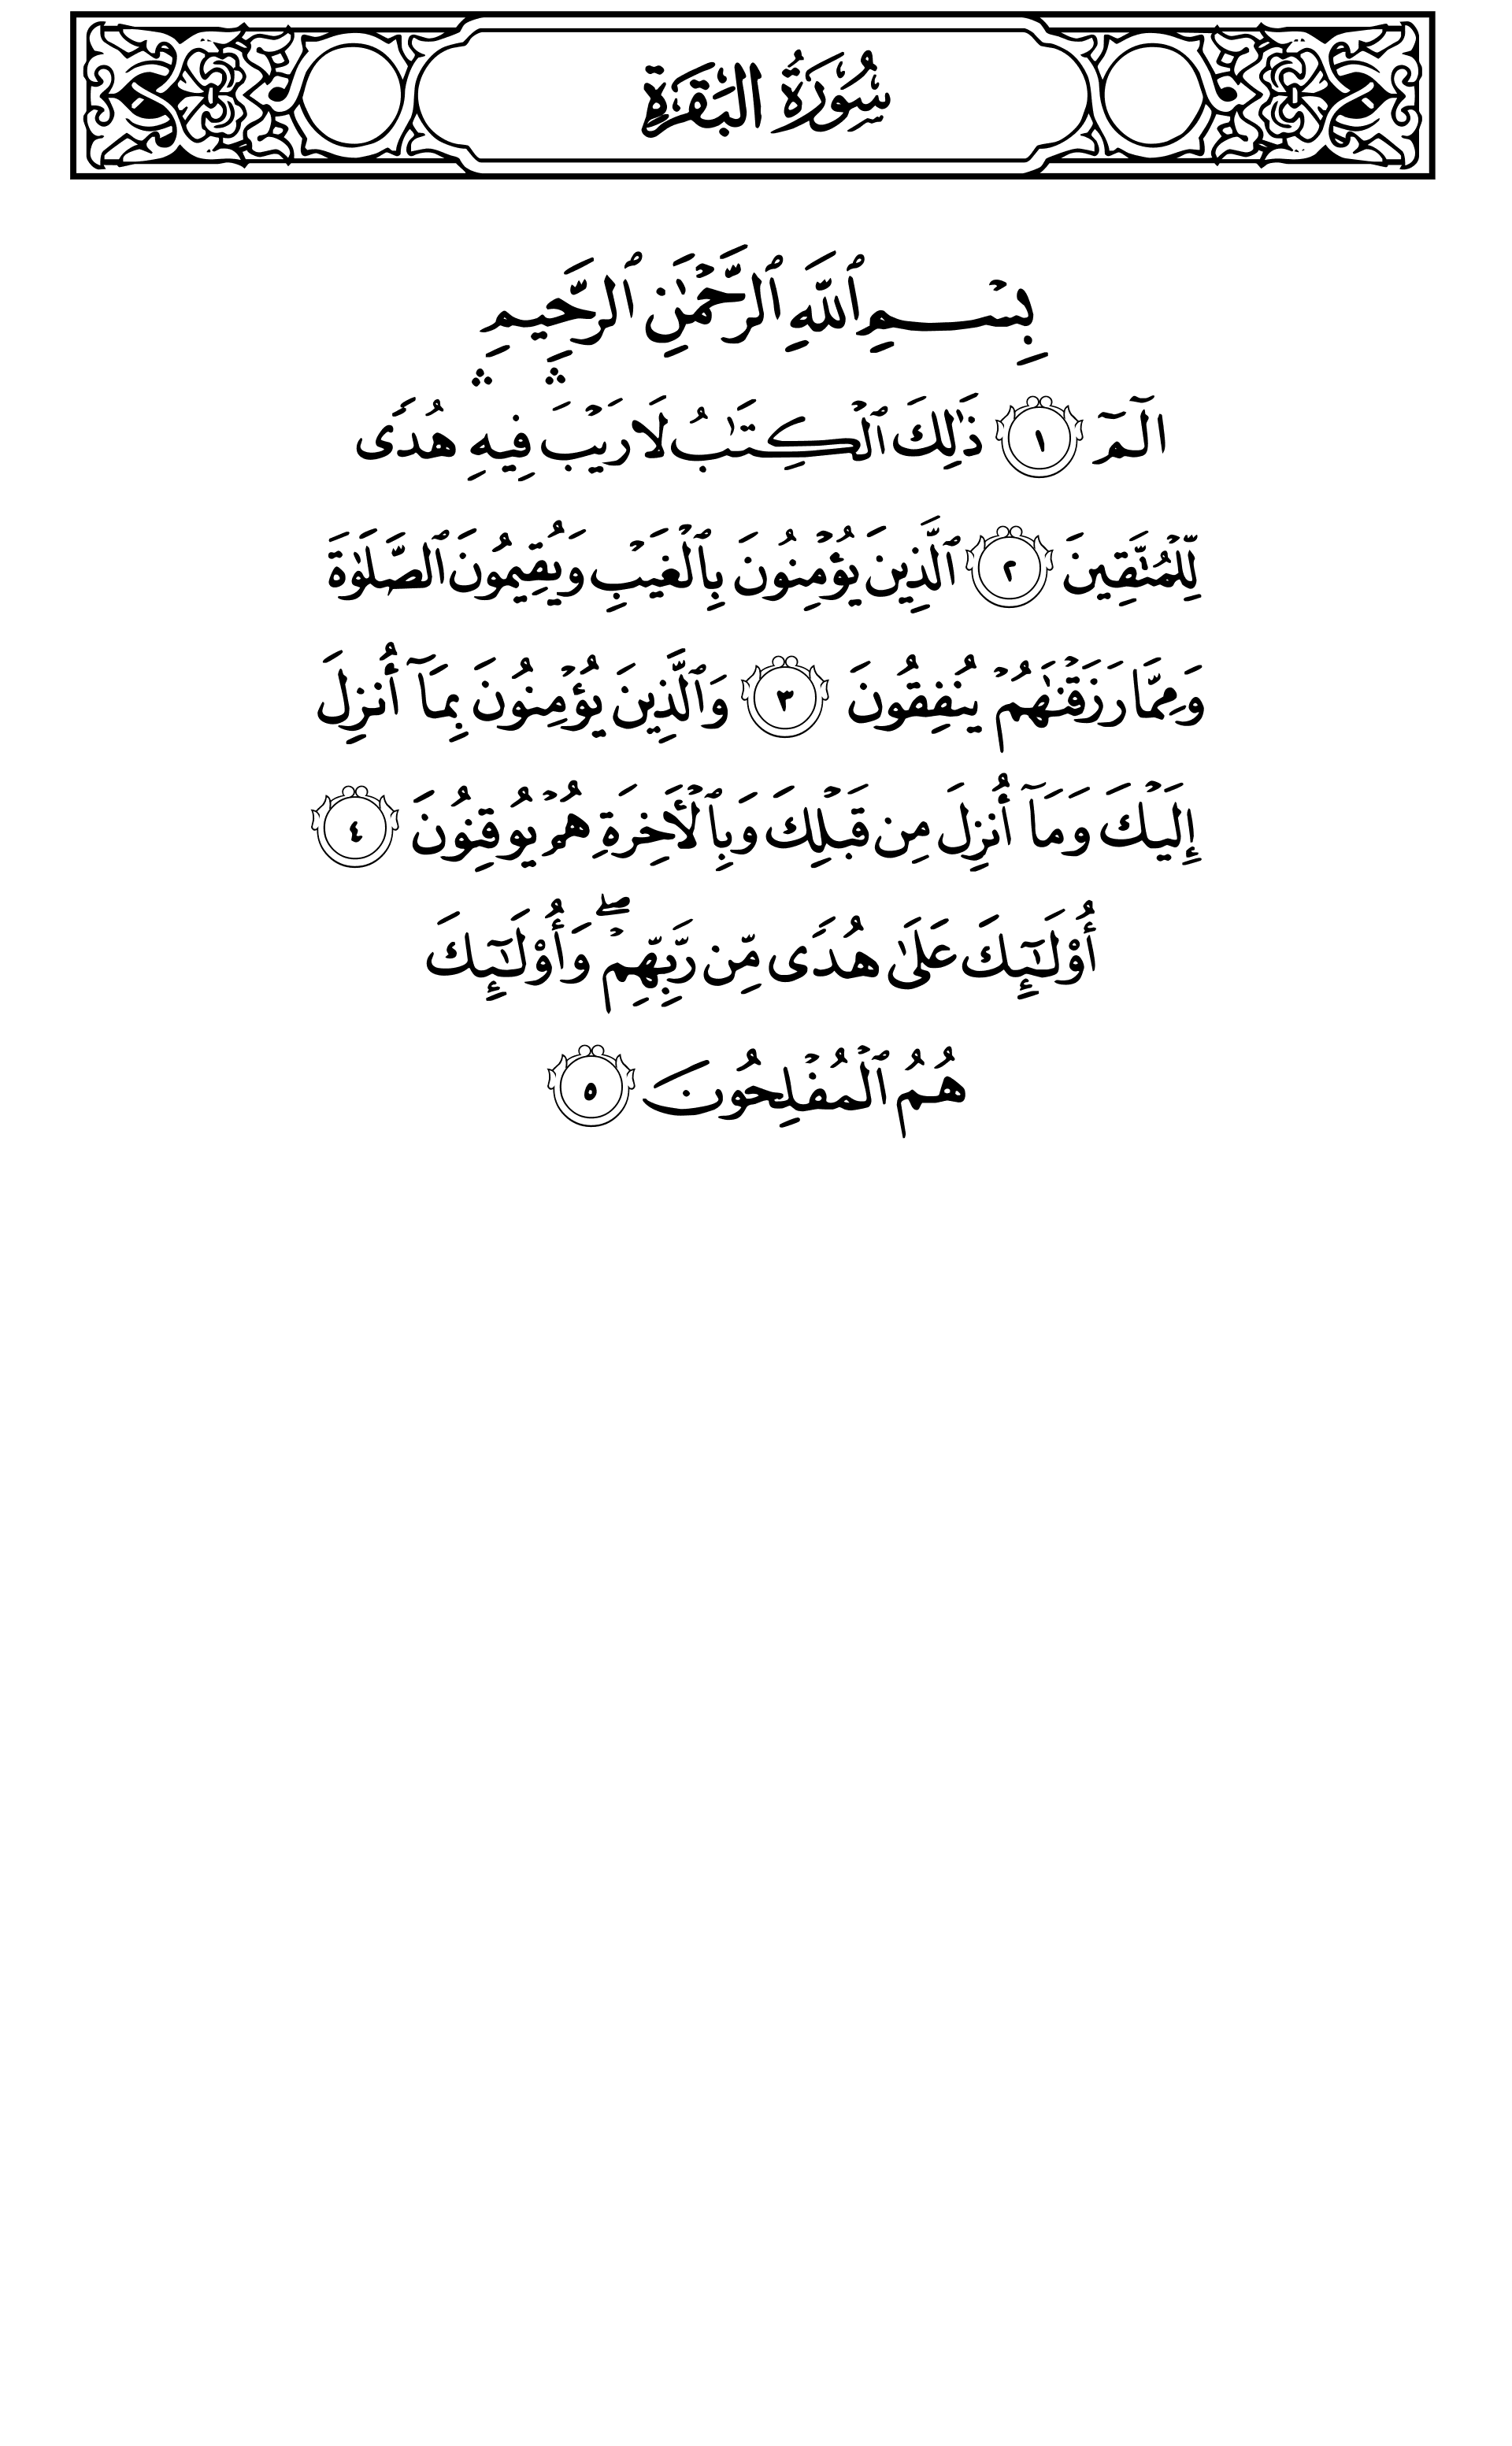 سُورَةُ البَقَرَةِ
بِسۡمِ ٱللَّهِ ٱلرَّحۡمَٰنِ ٱلرَّحِيمِ
الٓمٓ ١ ذَٰلِكَ ٱلۡكِتَٰبُ لَا رَيۡبَۛ فِيهِۛ هُدٗى
لِّلۡمُتَّقِينَ ٢ ٱلَّذِينَ يُؤۡمِنُونَ بِٱلۡغَيۡبِ وَيُقِيمُونَ ٱلصَّلَوٰةَ
وَمِمَّا رَزَقۡنَٰهُمۡ يُنفِقُونَ ٣ وَٱلَّذِينَ يُؤۡمِنُونَ بِمَآ أُنزِلَ
إِلَيۡكَ وَمَآ أُنزِلَ مِن قَبۡلِكَ وَبِٱلۡأٓخِرَةِ هُمۡ يُوقِنُونَ ٤
أُوْلَٰٓئِكَ عَلَىٰ هُدٗى مِّن رَّبِّهِمۡۖ وَأُوْلَٰٓئِكَ
هُمُ ٱلۡمُفۡلِحُونَ ٥